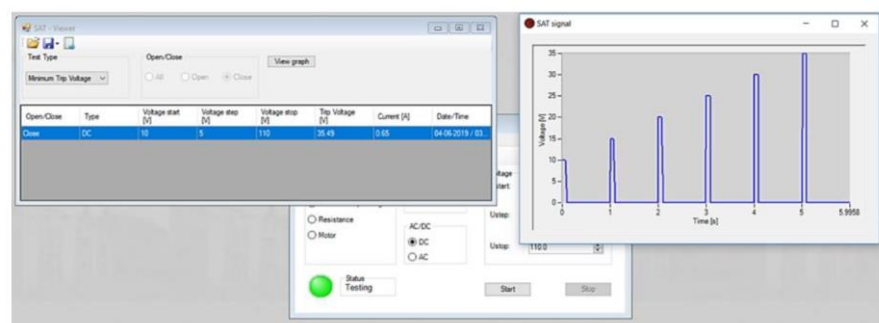 SAT - Viewer
Test Type
Minimum Trip Voltage
Open/Close
All Open Close
View graph
Open/Close Type Voltage start [V] Voltage step [V] Voltage stop [V] Trip Voltage [V] Current [A] Date/Time
Close DC 10 5 110 35.49 0.65 04-06-2019 / 03...
Resistance
Motor
AC/DC
DC
AC
Ustep:
Ustop: 110.0
Status
Testing
Start
Stop
SAT signal
Voltage [V]
35
30
25
20
15
10
5
0
0 1 2 3 4 5 5.9958
Time [s]